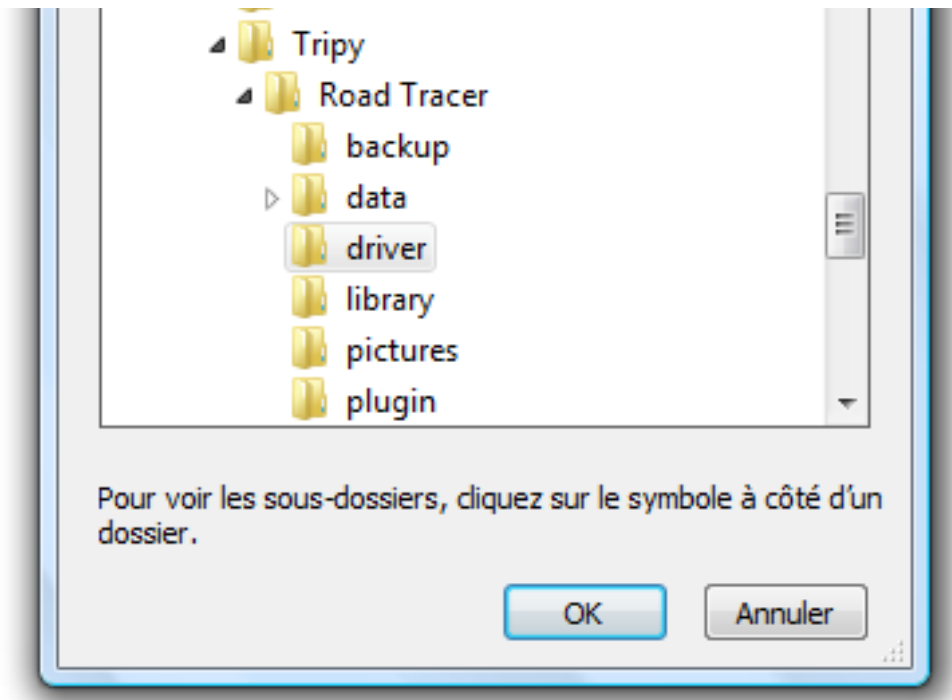 Tripy
Road Tracer
backup
data
driver
library
pictures
plugin
Pour voir les sous-dossiers, cliquez sur le symbole à côté d'un
dossier.
OK Annuler